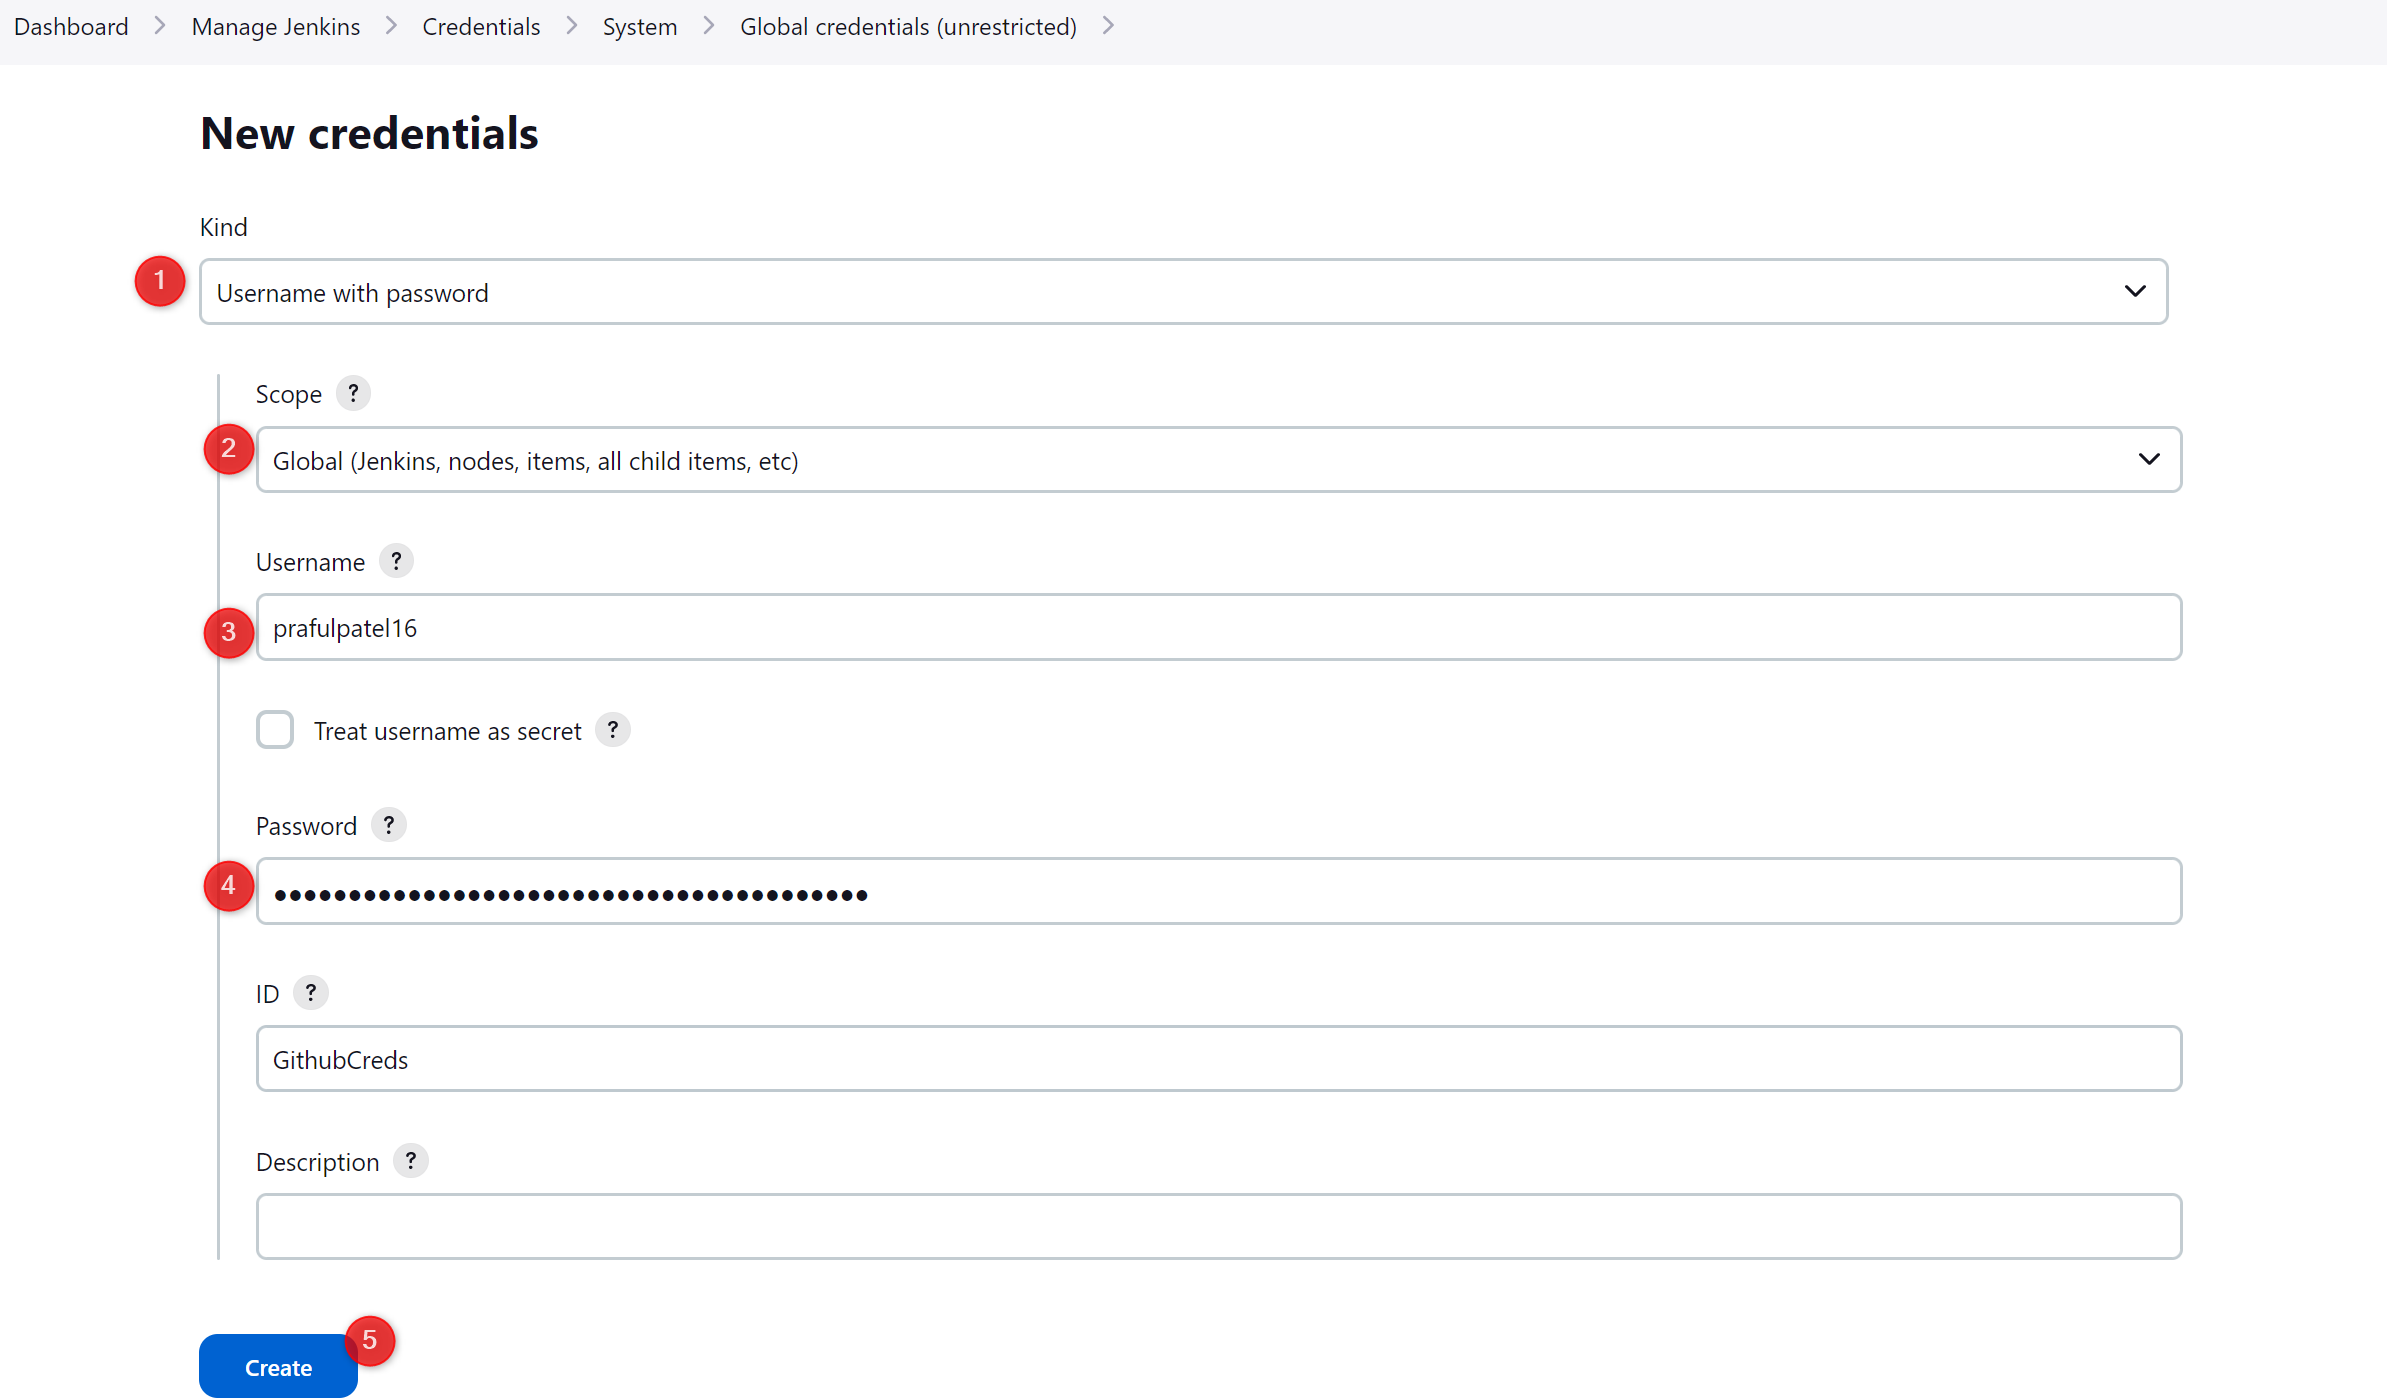 Dashboard > Manage Jenkins > Credentials > System > Global credentials (unrestricted) >
New credentials
Kind
1
Username with password
Scope ?
2
Global (Jenkins, nodes, items, all child items, etc)
Username ?
3
prafulpatel16
Treat username as secret ?
Password ?
4
••••••••••••••••••••••••••••••••••••••••
ID ?
GithubCreds
Description ?
5
Create